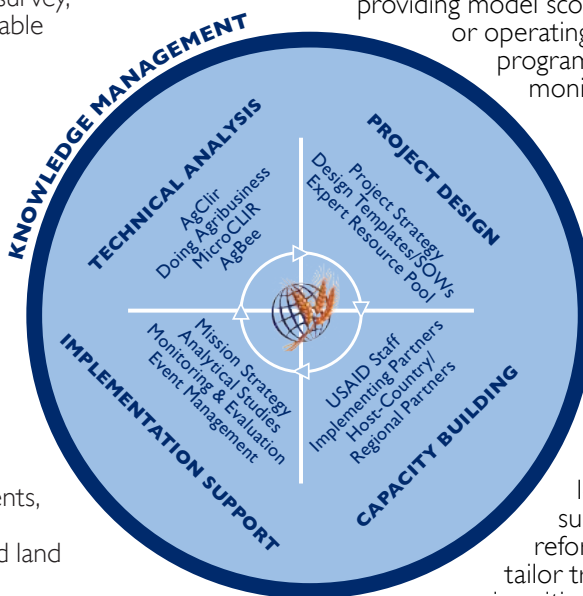 survey,
able
providing model sco
or operating
program
moni
KNOWLEDGE MANAGEMENT
TECHNICAL ANALYSIS
AgClir
Doing Agribusiness
MicroCLIR
AgBee
PROJECT DESIGN
Project Strategy
Design Templates/SOWs
Expert Resource Pool
IMPLEMENTATION SUPPORT
Mission Strategy
Analytical Studies
Monitoring & Evaluation
Event Management
USAID Staff
Implementing Partners
Host-Country/
Regional Partners
CAPACITY BUILDING
ents,
d land
su
refor
tailor tr